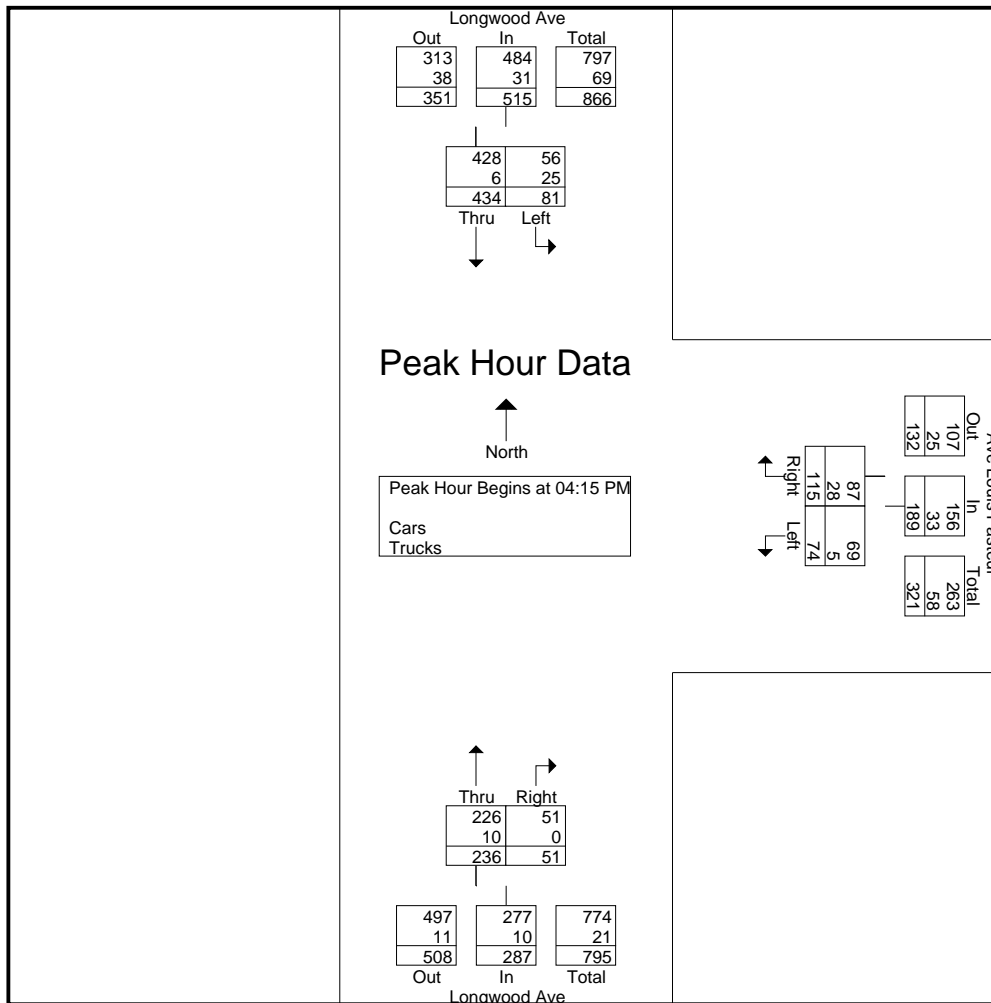 Longwood Ave
Out In Total
313 484 797
38 31 69
351 515 866
428 56
6 25
434 81
Thru Left
Peak Hour Data
North
Peak Hour Begins at 04:15 PM
Cars
Trucks
Right Left
115 74
28 5
87 69
Out In Total
107 156 263
25 33 58
132 189 321
Thru Right
226 51
10 0
236 51
497 277 774
11 10 21
508 287 795
Out In Total
Longwood Ave